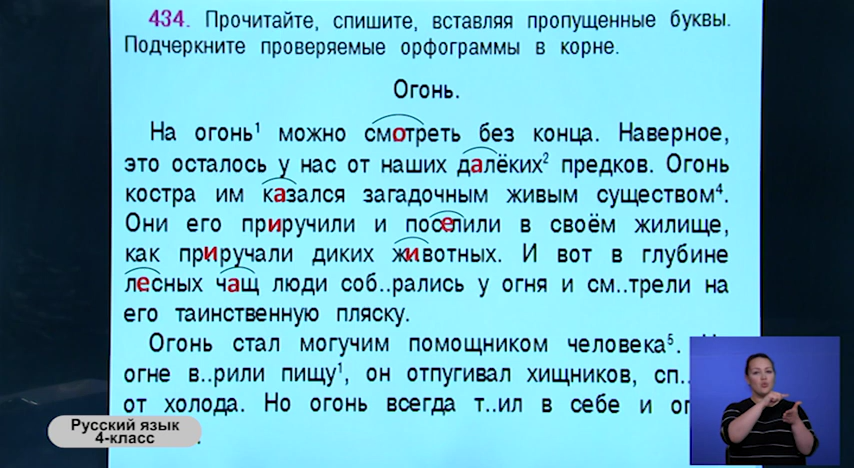 434. Прочитайте, спишите, вставляя пропущенные буквы.
Подчеркните проверяемые орфограммы в корне.
Огонь.
На огонь¹ можно смотреть без конца. Наверное,
это осталось у нас от наших далёких² предков. Огонь
костра им казался загадочным живым существом⁴.
Они его приручили и поселили в своём жилище,
как приручали диких животных. И вот в глубине
лесных чащ люди соб..рались у огня и см..трели на
его таинственную пляску.
Огонь стал могучим помощником человека⁵.
огне в..рили пищу¹, он отпугивал хищников, сп..
от холода. Но огонь всегда т..ил в себе и
Русский язык
4-класс